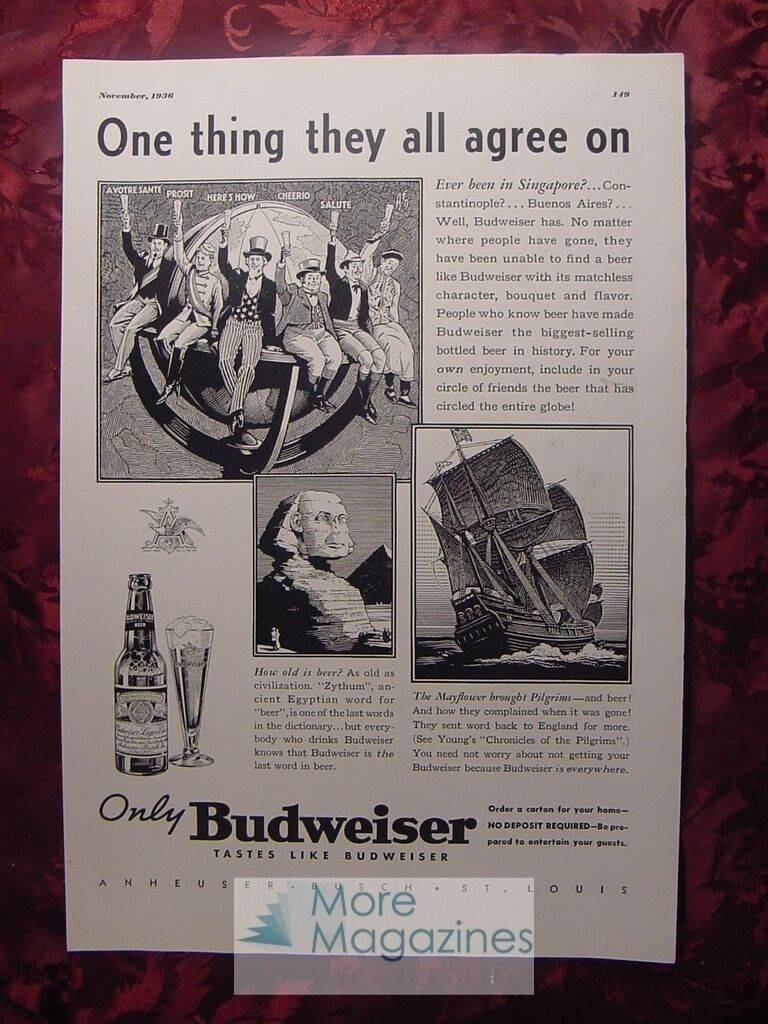 November, 1936
149
One thing they all agree on
A VOTRE SANTÉ
PROSIT
HERE'S HOW
CHEERIO
SALUTE
Ever been in Singapore?...Con-
stantinople?... Buenos Aires?...
Well, Budweiser has. No matter
where people have gone, they
have been unable to find a beer
like Budweiser with its matchless
character, bouquet and flavor.
People who know beer have made
Budweiser the biggest-selling
bottled beer in history. For your
own enjoyment, include in your
circle of friends the beer that has
circled the entire globe!
BUDWEISER
BEER
Budweiser
How old is beer? As old as
civilization. "Zythum", an-
cient Egyptian word for
"beer", is one of the last words
in the dictionary...but every-
body who drinks Budweiser
knows that Budweiser is the
last word in beer.
The Mayflower brought Pilgrims—and beer!
And how they complained when it was gone!
They sent word back to England for more.
(See Young's "Chronicles of the Pilgrims".)
You need not worry about not getting your
Budweiser because Budweiser is everywhere.
Only Budweiser
TASTES LIKE BUDWEISER
Order a carton for your home—
NO DEPOSIT REQUIRED—Be pre-
pared to entertain your guests.
ANHEUSER-BUSCH • ST. LOUIS
More
Magazines